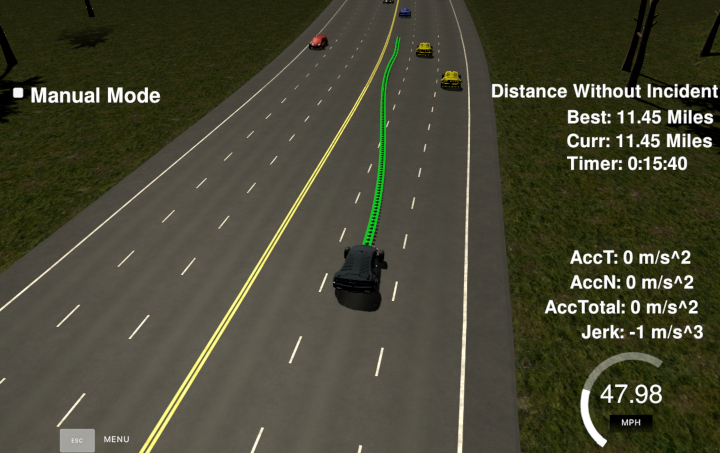 Manual Mode
Distance Without Incident
Best: 11.45 Miles
Curr: 11.45 Miles
Timer: 0:15:40
AccT: 0 m/s^2
AccN: 0 m/s^2
AccTotal: 0 m/s^2
Jerk: -1 m/s^3
47.98
MPH
ESC MENU